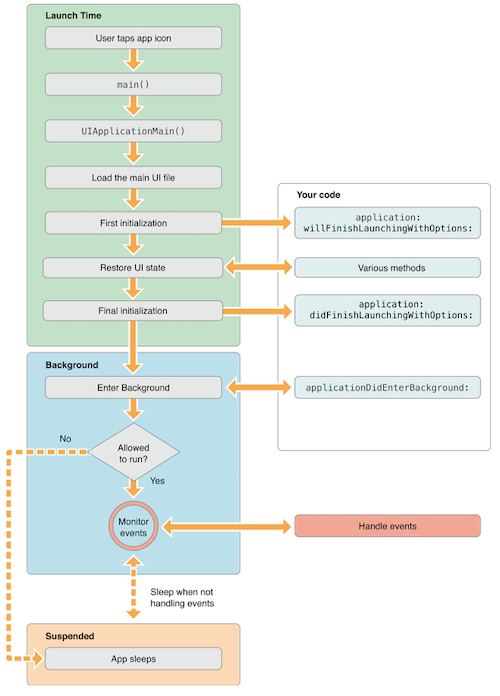 Launch Time
User taps app icon
main()
UIApplicationMain()
Load the main UI file
Your code
First initialization
application:
willFinishLaunchingWithOptions:
Restore UI state
Various methods
Final initialization
application:
didFinishLaunchingWithOptions:
Background
Enter Background
applicationDidEnterBackground:
No
Allowed
to run?
Yes
Monitor
events
Handle events
Sleep when not
handling events
Suspended
App sleeps